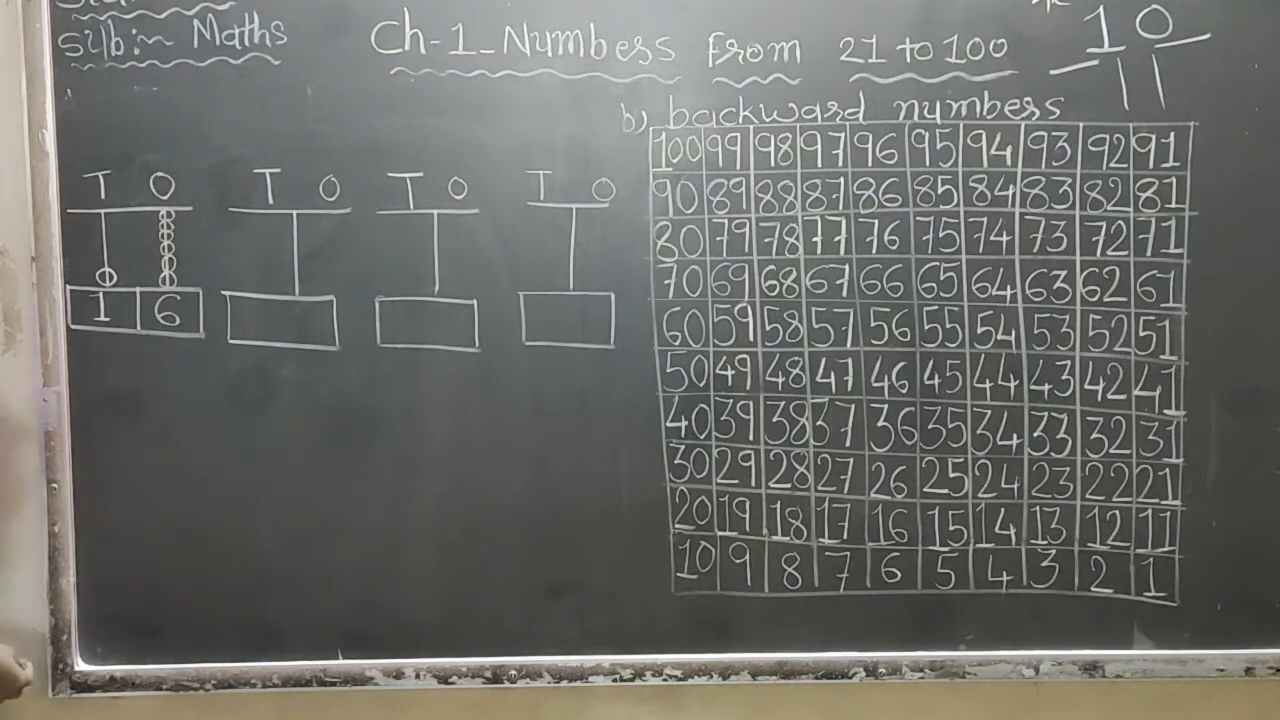 Sub:- Maths
Ch-1_Numbers from 21 to 100
10
11
b) backward numbers
T O T O T O T O
1 6
100 99 98 97 96 95 94 93 92 91
90 89 88 87 86 85 84 83 82 81
80 79 78 77 76 75 74 73 72 71
70 69 68 67 66 65 64 63 62 61
60 59 58 57 56 55 54 53 52 51
50 49 48 47 46 45 44 43 42 41
40 39 38 37 36 35 34 33 32 31
30 29 28 27 26 25 24 23 22 21
20 19 18 17 16 15 14 13 12 11
10 9 8 7 6 5 4 3 2 1